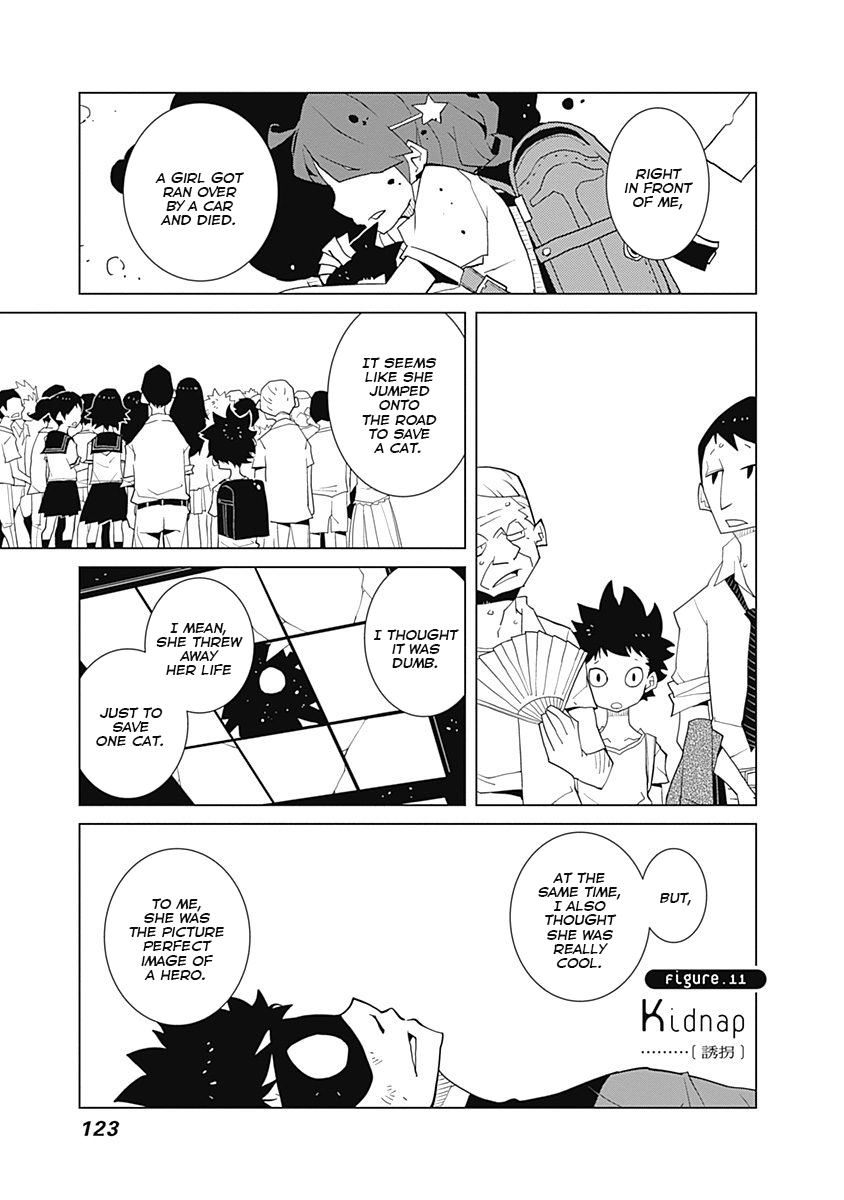 RIGHT
IN FRONT
OF ME,
A GIRL GOT
RAN OVER
BY A CAR
AND DIED.
IT SEEMS
LIKE SHE
JUMPED
ONTO
THE ROAD
TO SAVE
A CAT.
I THOUGHT
IT WAS
DUMB.
I MEAN,
SHE THREW
AWAY
HER LIFE
JUST TO
SAVE
ONE CAT.
BUT,
AT THE
SAME TIME,
I ALSO
THOUGHT
SHE WAS
REALLY
COOL.
TO ME,
SHE WAS
THE PICTURE
PERFECT
IMAGE OF
A HERO.
Figure.11
Kidnap
………〔誘拐〕
123